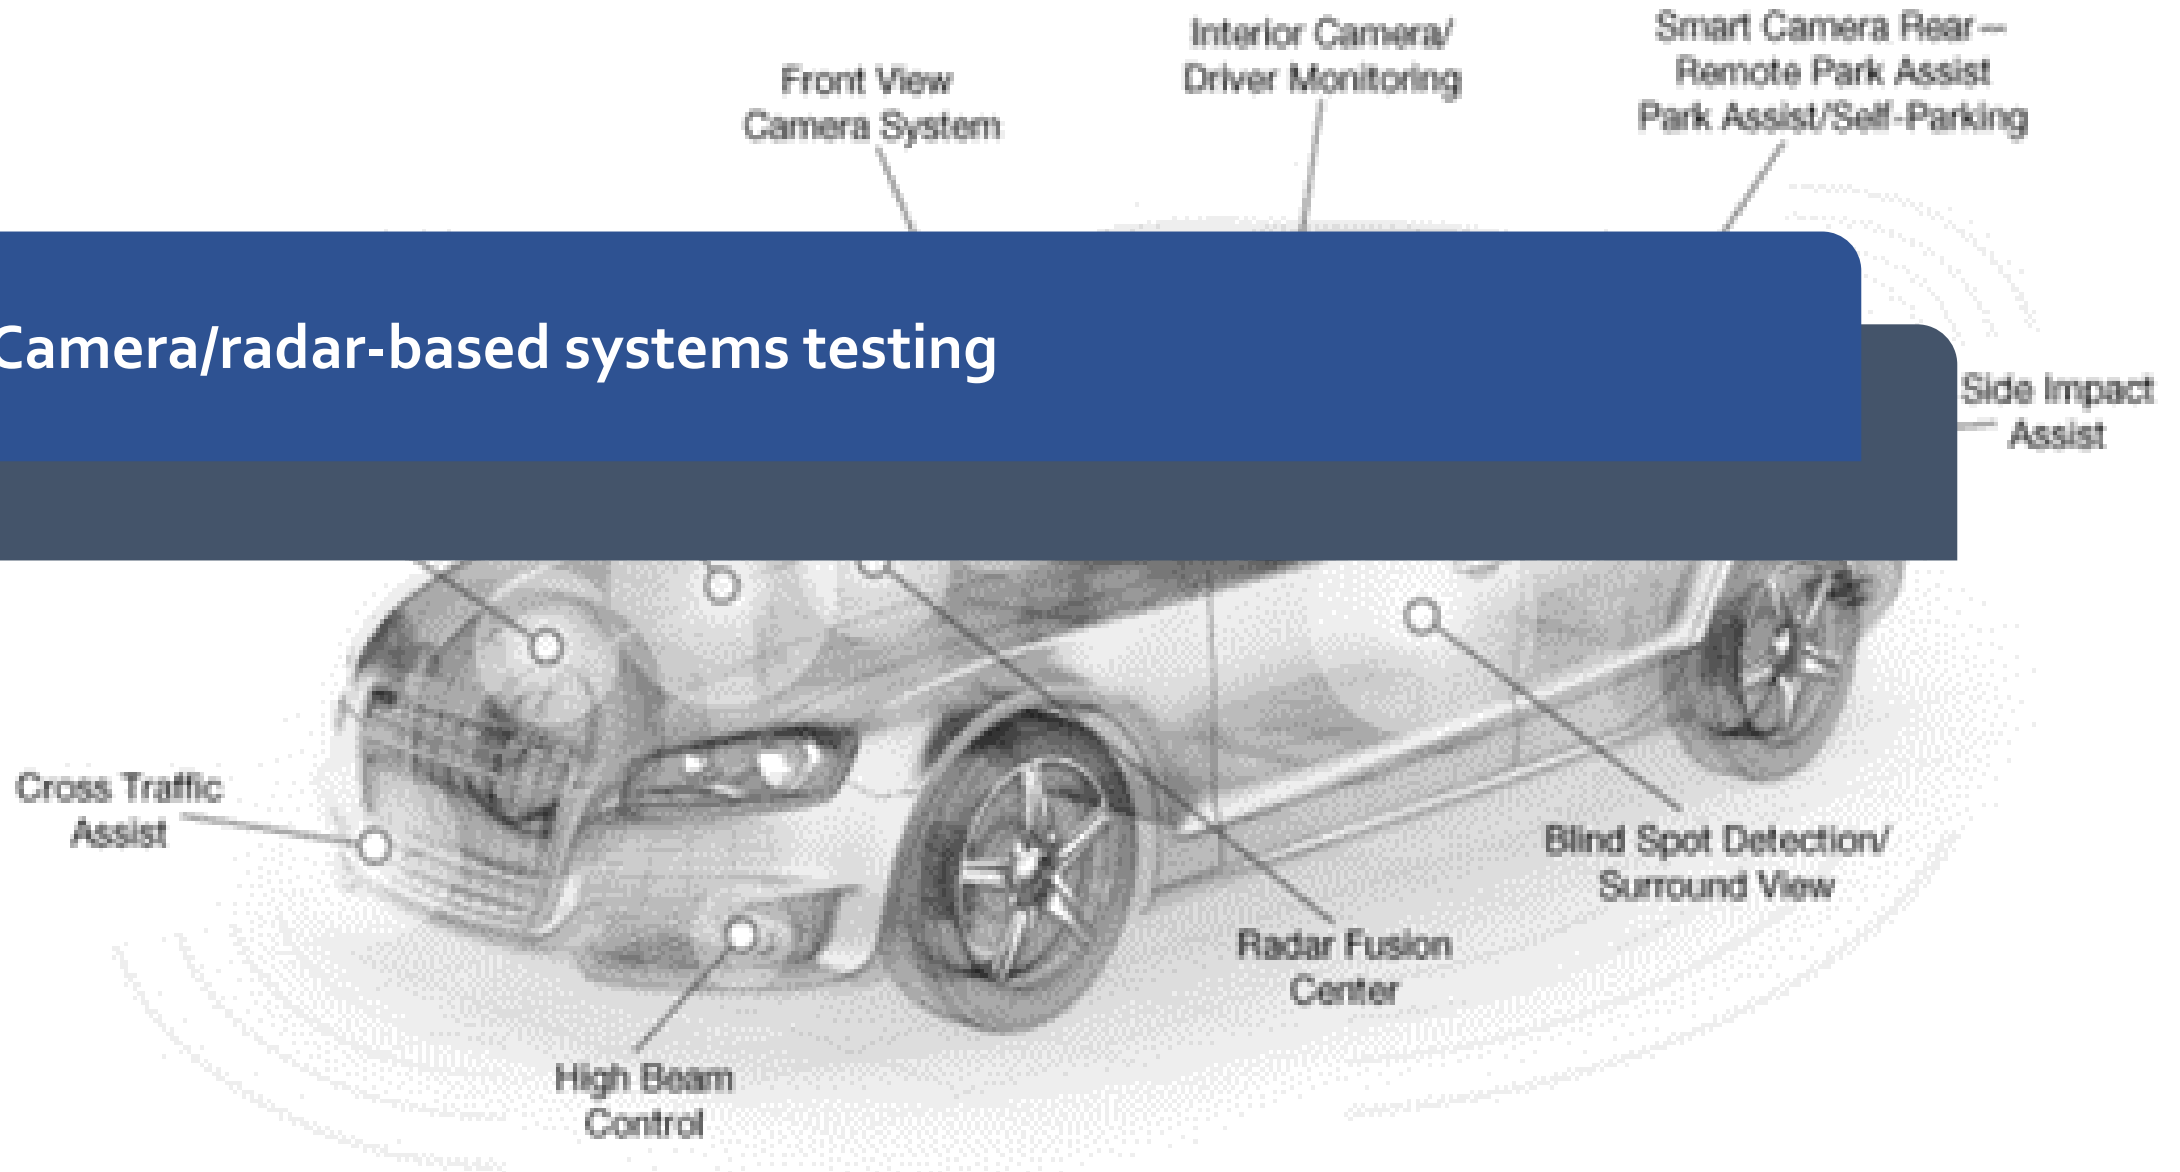 Interior Camera/
Driver Monitoring
Smart Camera Rear—
Remote Park Assist
Park Assist/Self-Parking
Front View
Camera System
Camera/radar-based systems testing
Side Impact
Assist
Cross Traffic
Assist
Blind Spot Detection/
Surround View
Radar Fusion
Center
High Beam
Control